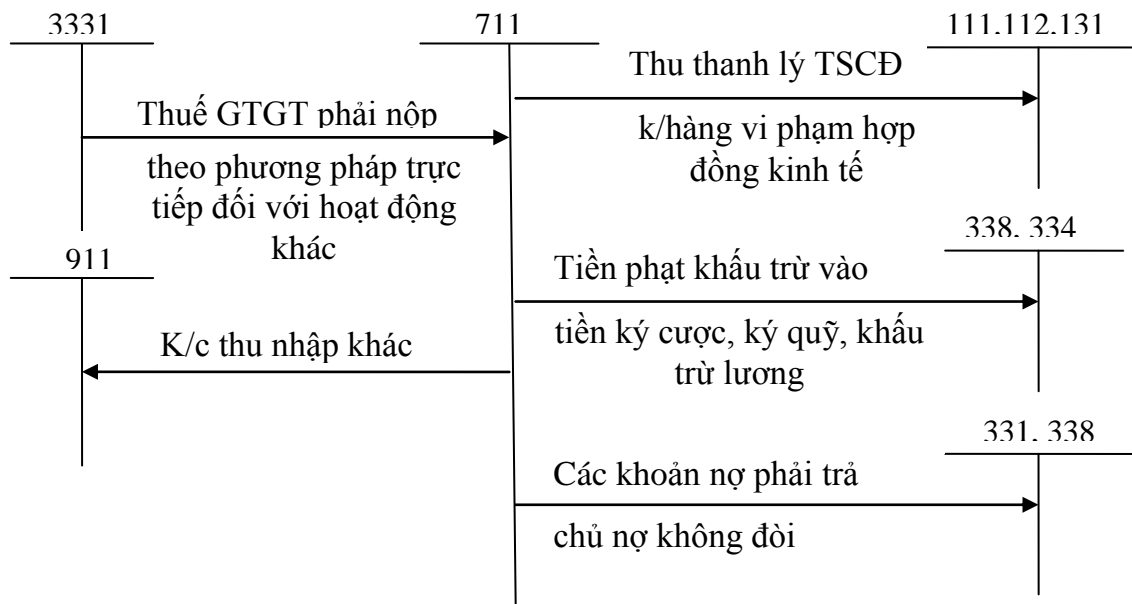 3331
711
111,112,131
Thu thanh lý TSCĐ
Thuế GTGT phải nộp
k/hàng vi phạm hợp
đồng kinh tế
theo phương pháp trực
tiếp đối với hoạt động
khác
338, 334
911
Tiền phạt khấu trừ vào
K/c thu nhập khác
tiền ký cược, ký quỹ, khấu
trừ lương
331, 338
Các khoản nợ phải trả
chủ nợ không đòi